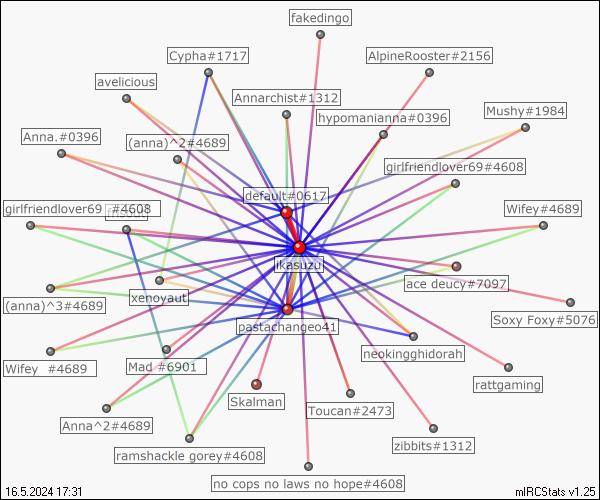 fakedingo
Cypha#1717
AlpineRooster#2156
avelicious
Annarchist#1312
hypomanianna#0396
Mushy#1984
Anna.#0396
(anna)^2#4689
girlfriendlover69#4608
default#0617
girlfriendlover69 #4608
Wifey#4689
ikasuzu
ace deucy#7097
(anna)^3#4689
xenoyaut
Soxy Foxy#5076
pastachangeo41
neokingghidorah
Wifey #4689
Mad #6901
rattgaming
Skalman
Toucan#2473
Anna^2#4689
zibbits#1312
ramshackle gorey#4608
no cops no laws no hope#4608
16.5.2024 17:31
mIRCStats v1.25